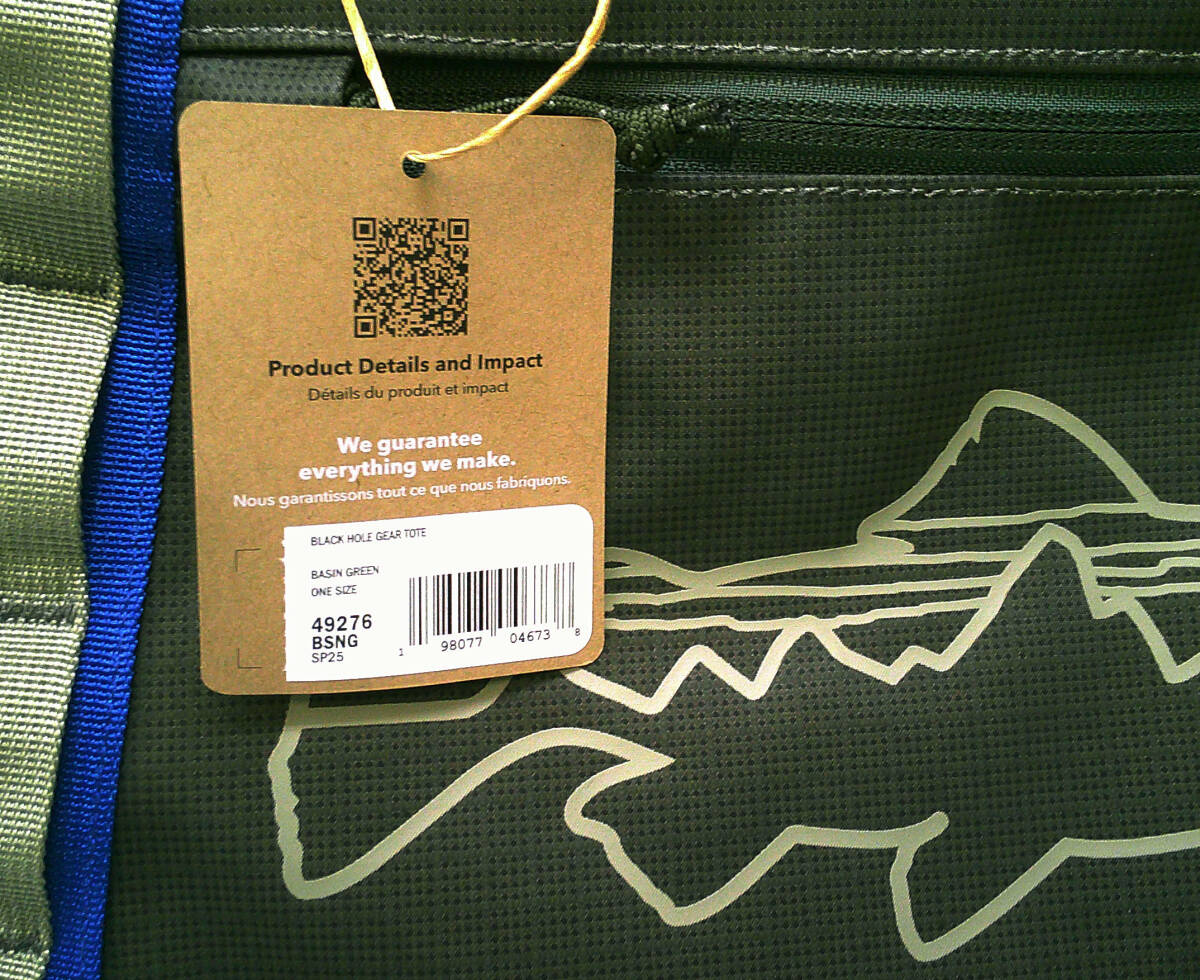 Product Details and Impact
Détails du produit et impact
We guarantee
everything we make.
Nous garantissons tout ce que nous fabriquons.
BLACK HOLE GEAR TOTE
BASIN GREEN
ONE SIZE
49276
BSNG
SP25
1 98077 04673 8